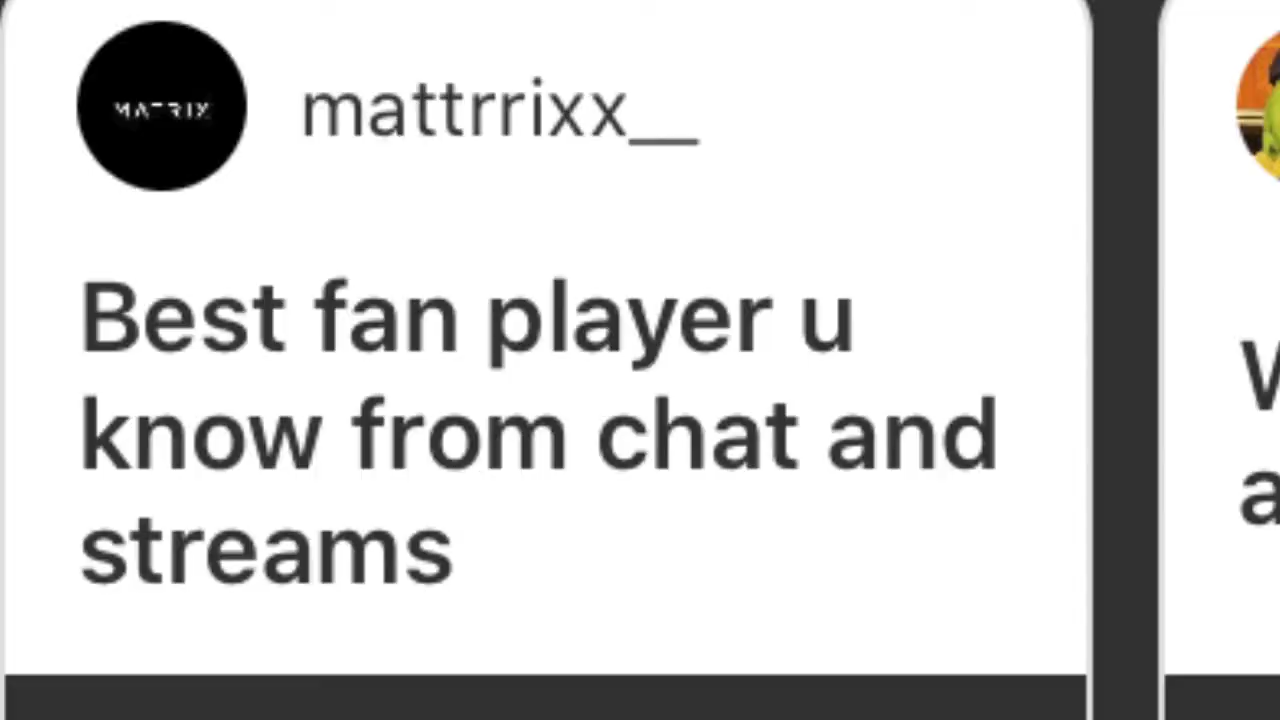 MATRIX
mattrrixx__
Best fan player u
know from chat and
streams